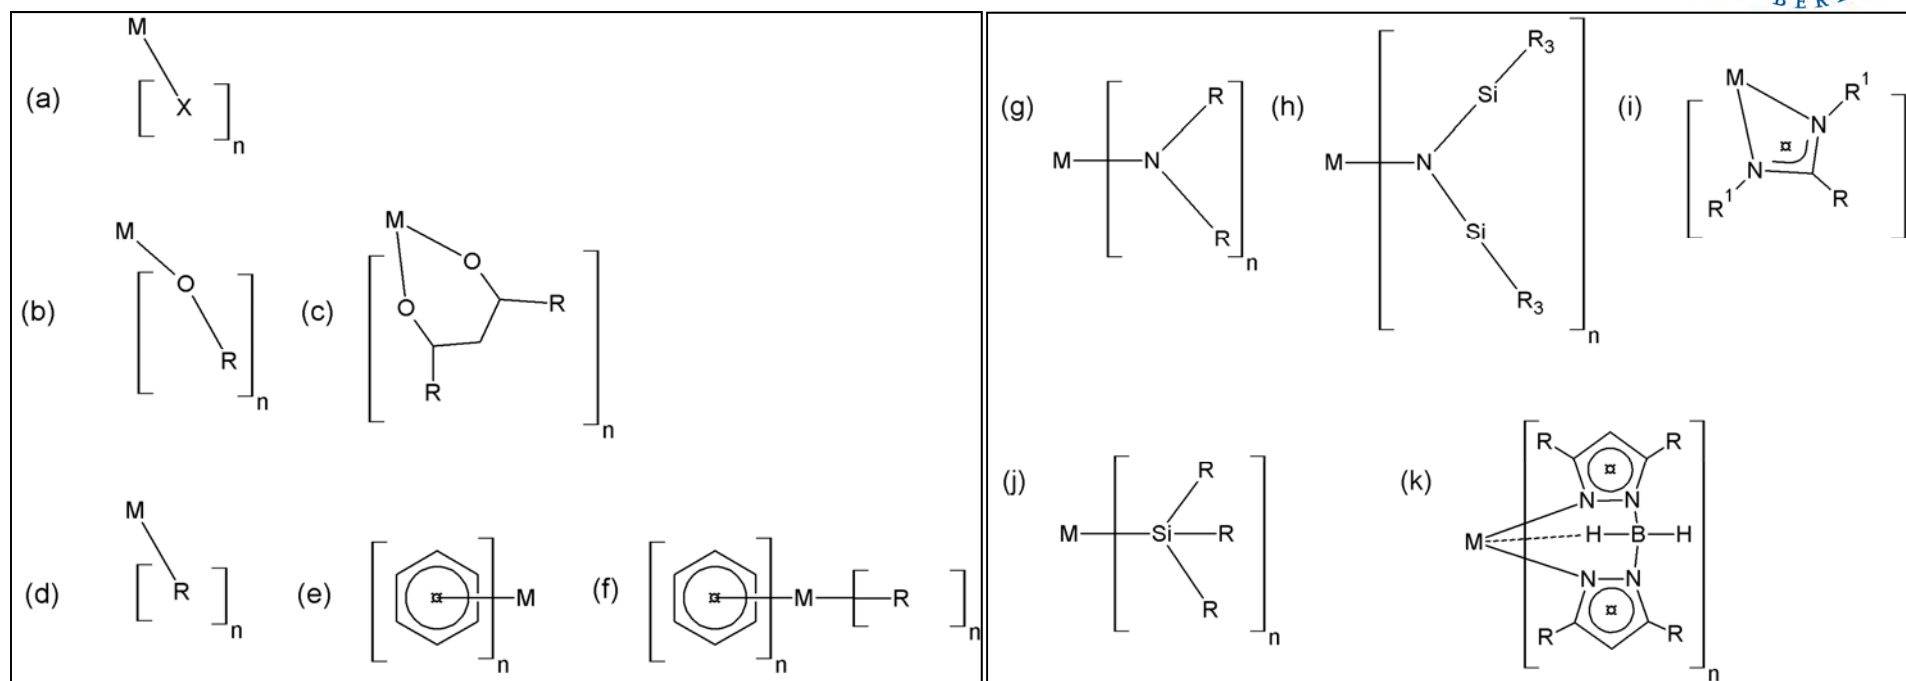 B E R
(a)
M
X
n
(b)
M
O
R
n
(c)
M
O
O
R
R
n
(d)
M
R
n
(e)
M
n
(f)
M
R
n
n
(g)
M
N
R
R
n
(h)
M
N
Si
R3
Si
R3
n
(i)
M
N
R1
N
R1
R
(j)
M
Si
R
R
R
n
(k)
R
R
N N
M
H B H
N N
R
R
n